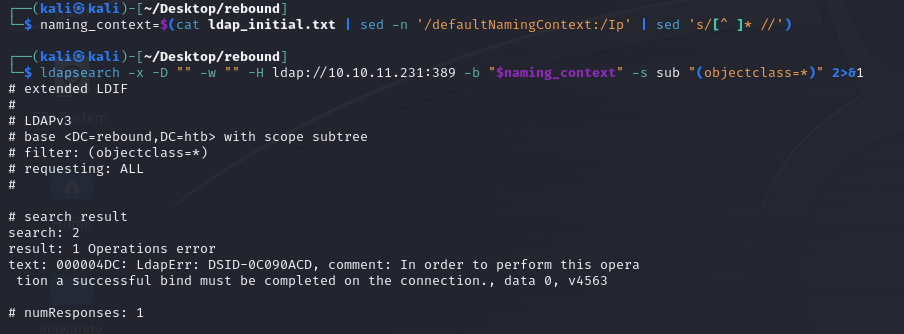 ┌──(kali㉿kali)-[~/Desktop/rebound]
└─$ naming_context=$(cat ldap_initial.txt | sed -n '/defaultNamingContext:/Ip' | sed 's/[^ ]* //')
┌──(kali㉿kali)-[~/Desktop/rebound]
└─$ ldapsearch -x -D "" -w "" -H ldap://10.10.11.231:389 -b "$naming_context" -s sub "(objectclass=*)" 2>&1
# extended LDIF
#
# LDAPv3
# base <DC=rebound,DC=htb> with scope subtree
# filter: (objectclass=*)
# requesting: ALL
#
# search result
search: 2
result: 1 Operations error
text: 000004DC: LdapErr: DSID-0C090ACD, comment: In order to perform this opera
 tion a successful bind must be completed on the connection., data 0, v4563
# numResponses: 1